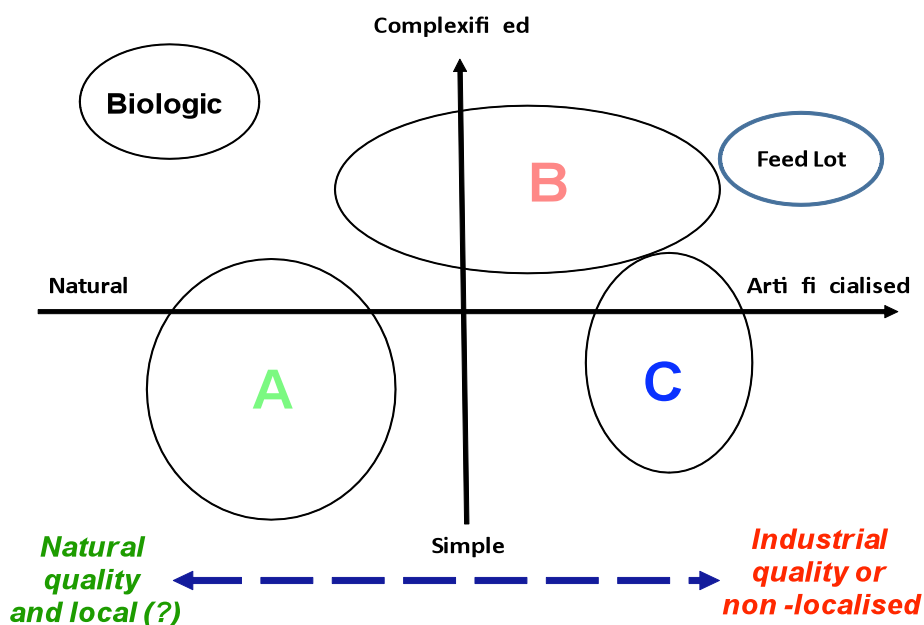 Complexifi ed
Biologic
Feed Lot
B
Natural
Arti fi cialised
A
C
Simple
Natural
quality
and local (?)
Industrial
quality or
non -localised